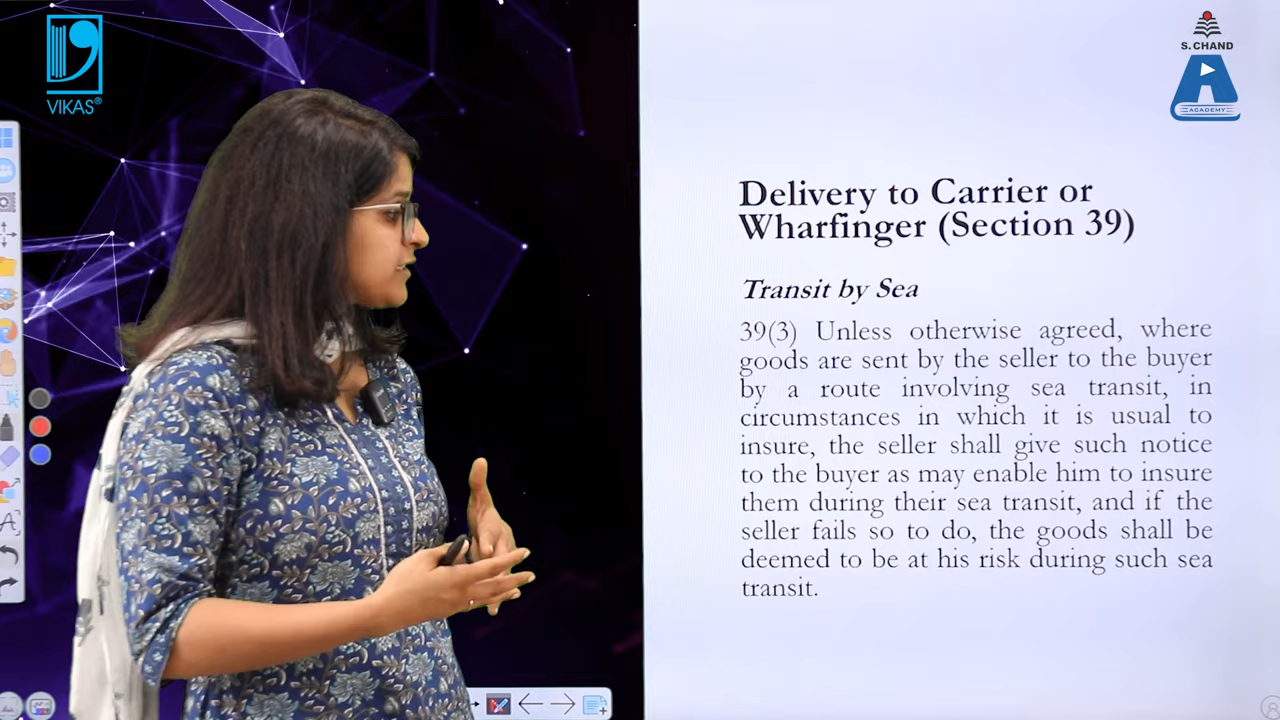 VIKAS®
S. CHAND
ACADEMY
Delivery to Carrier or
Wharfinger (Section 39)
Transit by Sea
39(3) Unless otherwise agreed, where
goods are sent by the seller to the buyer
by a route involving sea transit, in
circumstances in which it is usual to
insure, the seller shall give such notice
to the buyer as may enable him to insure
them during their sea transit, and if the
seller fails so to do, the goods shall be
deemed to be at his risk during such sea
transit.